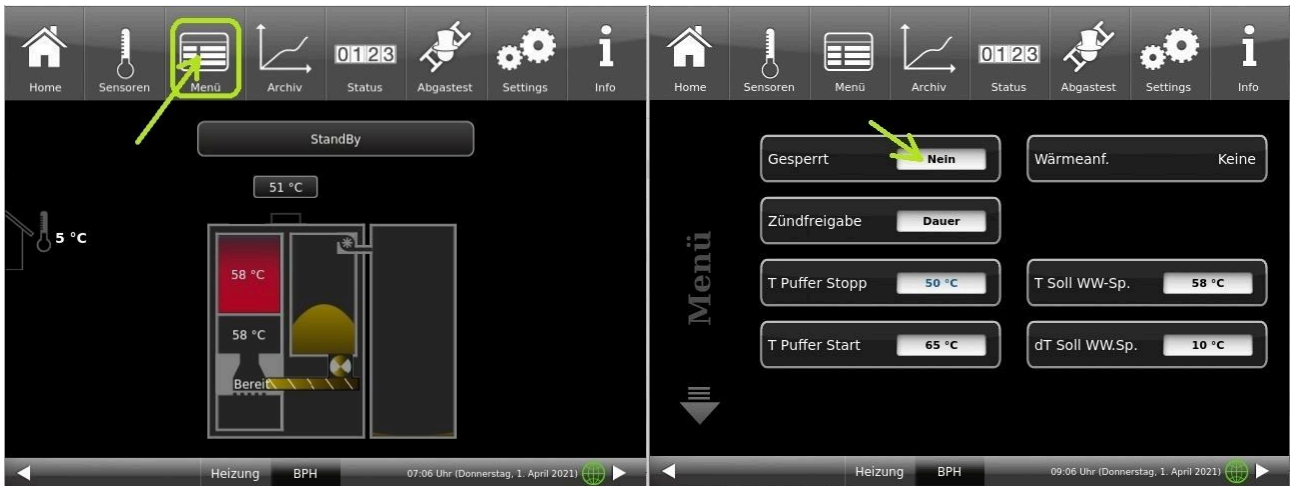 Home Sensoren Menü Archiv 0123 Status Abgastest Settings Info
StandBy
51 °C
5 °C
58 °C
58 °C
Bereit
Heizung BPH 07:06 Uhr (Donnerstag, 1. April 2021)
Home Sensoren Menü Archiv 0123 Status Abgastest Settings Info
Menü
Gesperrt Nein Wärmeanf. Keine
Zündfreigabe Dauer
T Puffer Stopp 50 °C T Soll WW-Sp. 58 °C
T Puffer Start 65 °C dT Soll WW.Sp. 10 °C
Heizung BPH 09:06 Uhr (Donnerstag, 1. April 2021)